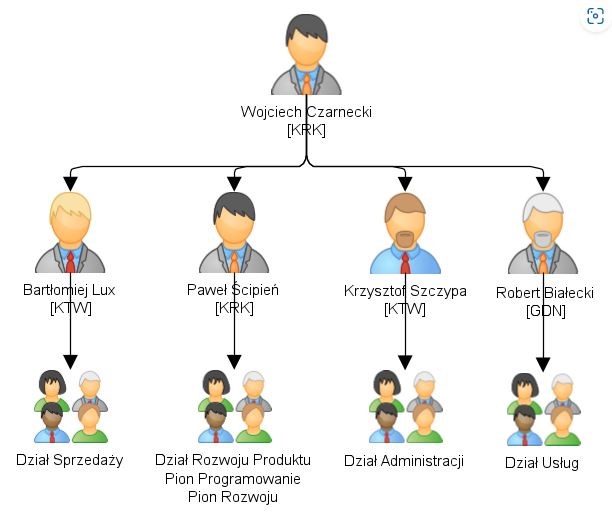 Wojciech Czarnecki
[KRK]
Bartłomiej Lux
[KTW]
Paweł Ścipień
[KRK]
Krzysztof Szczypa
[KTW]
Robert Białecki
[GDN]
Dział Sprzedaży
Dział Rozwoju Produktu
Pion Programowanie
Pion Rozwoju
Dział Administracji
Dział Usług